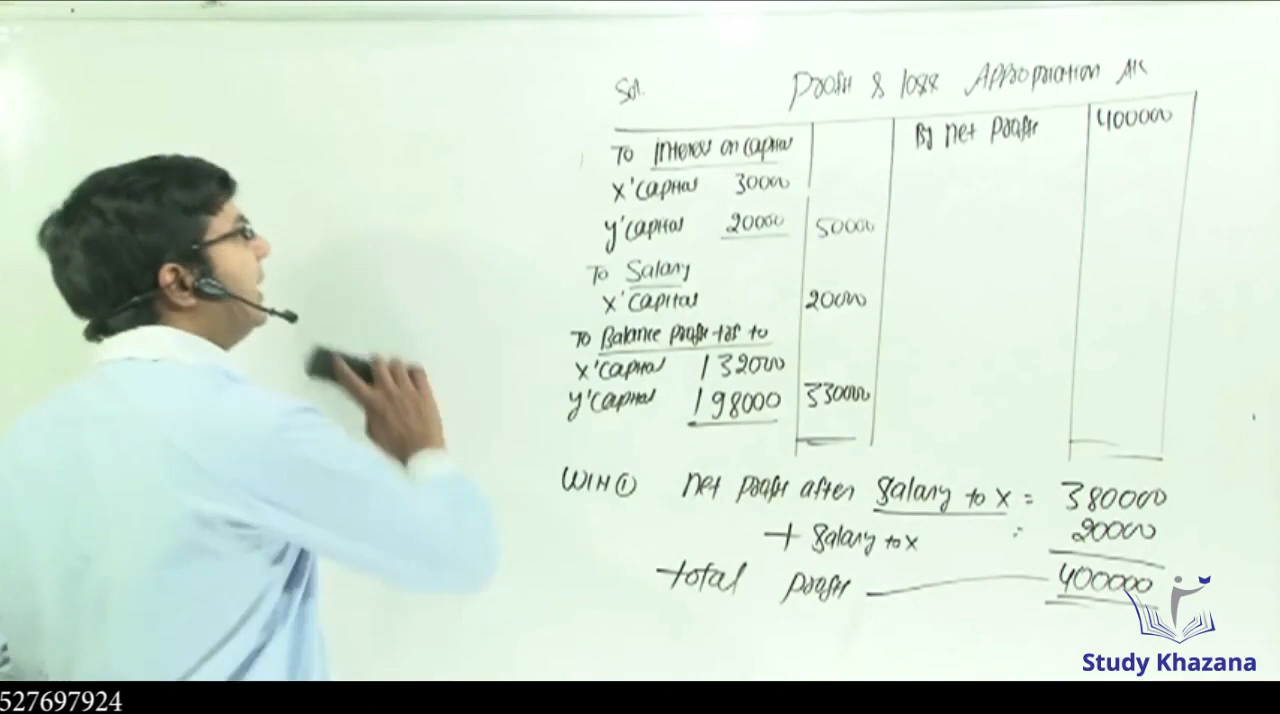 Sol. Profit & loss Appropriation A/c
To Interest on capital By net Profit 400000
X'capital 30000
Y'capital 20000 50000
To Salary
X'capital 20000
To Balance profit tsf to
X'capital 132000
Y'capital 198000 330000
W/N ① net profit after Salary to X = 380000
+ Salary to X : 20000
total profit 400000
Study Khazana
527697924